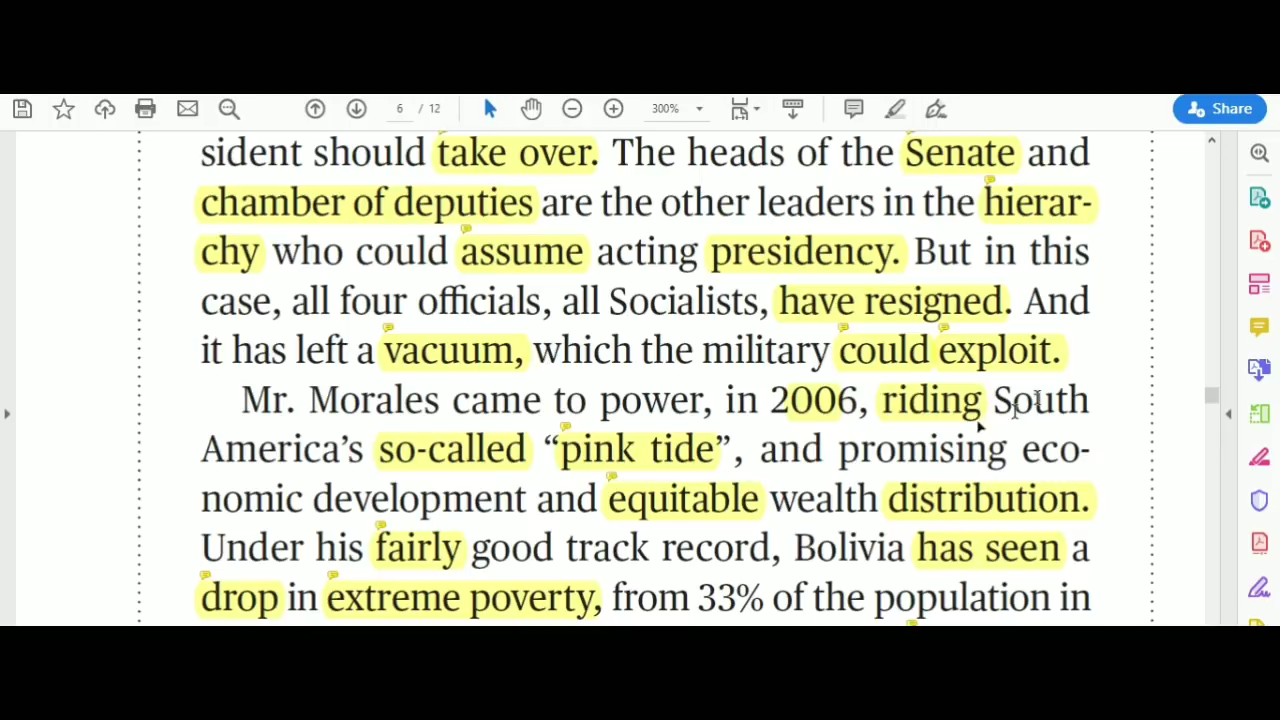 6 / 12 300% Share
sident should take over. The heads of the Senate and
chamber of deputies are the other leaders in the hierar-
chy who could assume acting presidency. But in this
case, all four officials, all Socialists, have resigned. And
it has left a vacuum, which the military could exploit.
Mr. Morales came to power, in 2006, riding South
America’s so-called “pink tide”, and promising eco-
nomic development and equitable wealth distribution.
Under his fairly good track record, Bolivia has seen a
drop in extreme poverty, from 33% of the population in